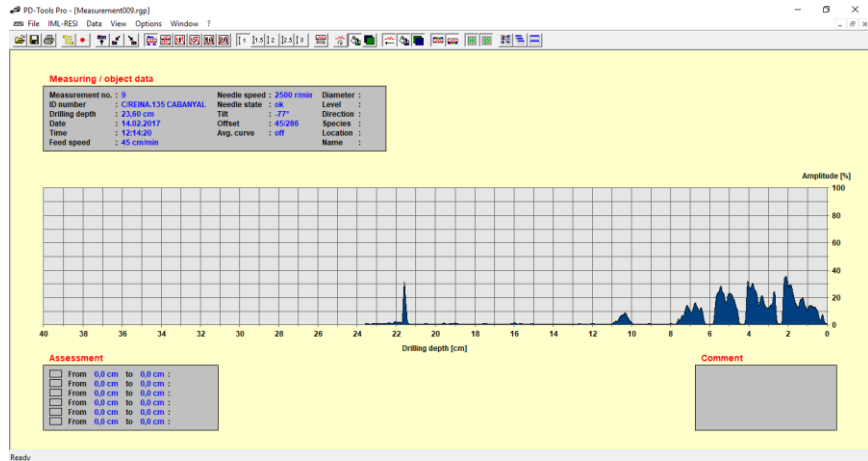 PD-Tools Pro - [Measurement009.rgp]
File IML-RESI Data View Options Window ?
1 1.5 2 2.5 3
Measuring / object data
Measurement no. : 9 Needle speed : 2500 r/min Diameter :
ID number : C/REINA.135 CABANYAL Needle state : ok Level :
Drilling depth : 23,60 cm Tilt : -77° Direction :
Date : 14.02.2017 Offset : 45/286 Species :
Time : 12:14:20 Avg. curve : off Location :
Feed speed : 45 cm/min Name :
Amplitude [%]
100
80
60
40
20
0
40 38 36 34 32 30 28 26 24 22 20 18 16 14 12 10 8 6 4 2 0
Drilling depth [cm]
Assessment
From 0,0 cm to 0,0 cm :
From 0,0 cm to 0,0 cm :
From 0,0 cm to 0,0 cm :
From 0,0 cm to 0,0 cm :
From 0,0 cm to 0,0 cm :
From 0,0 cm to 0,0 cm :
Comment
Ready